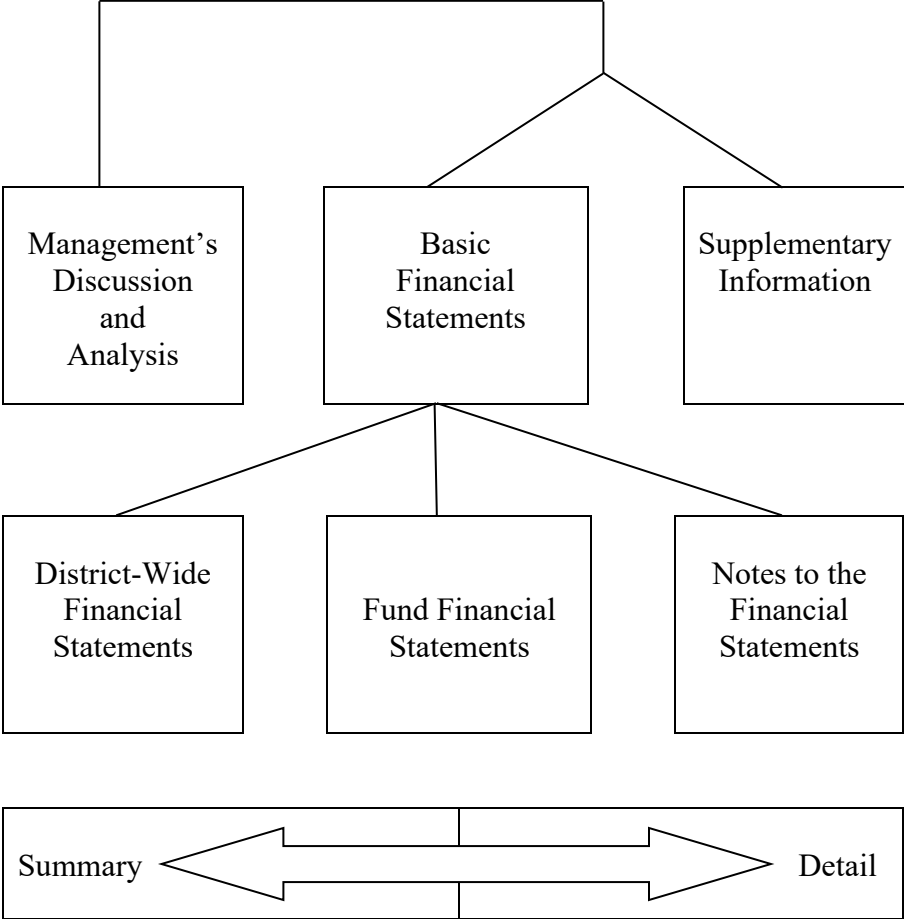 Management’s
Discussion
and
Analysis
Basic
Financial
Statements
Supplementary
Information
District-Wide
Financial
Statements
Fund Financial
Statements
Notes to the
Financial
Statements
Summary
Detail